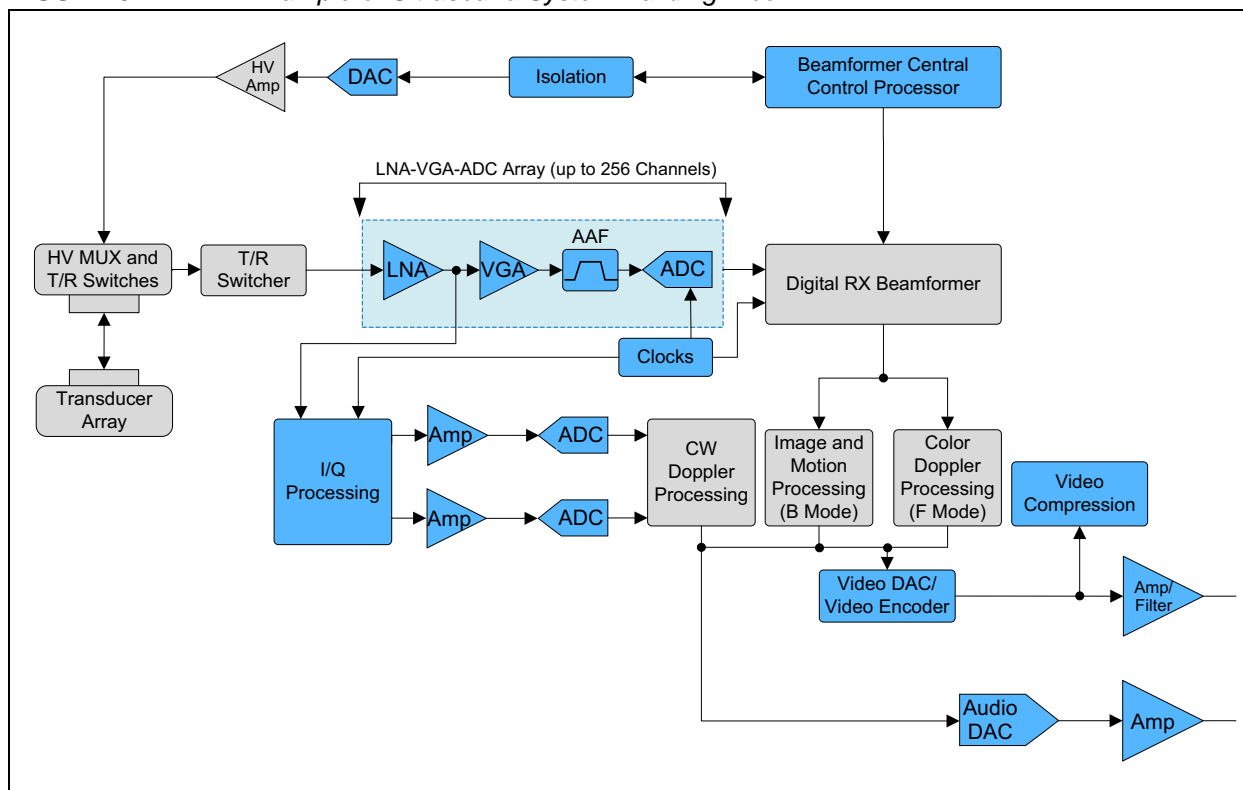 HV
Amp
DAC
Isolation
Beamformer Central
Control Processor
LNA-VGA-ADC Array (up to 256 Channels)
HV MUX and
T/R Switches
T/R
Switcher
LNA
VGA
AAF
ADC
Digital RX Beamformer
Clocks
Transducer
Array
I/Q
Processing
Amp
ADC
Amp
ADC
CW
Doppler
Processing
Image and
Motion
Processing
(B Mode)
Color
Doppler
Processing
(F Mode)
Video
Compression
Video DAC/
Video Encoder
Amp/
Filter
Audio
DAC
Amp